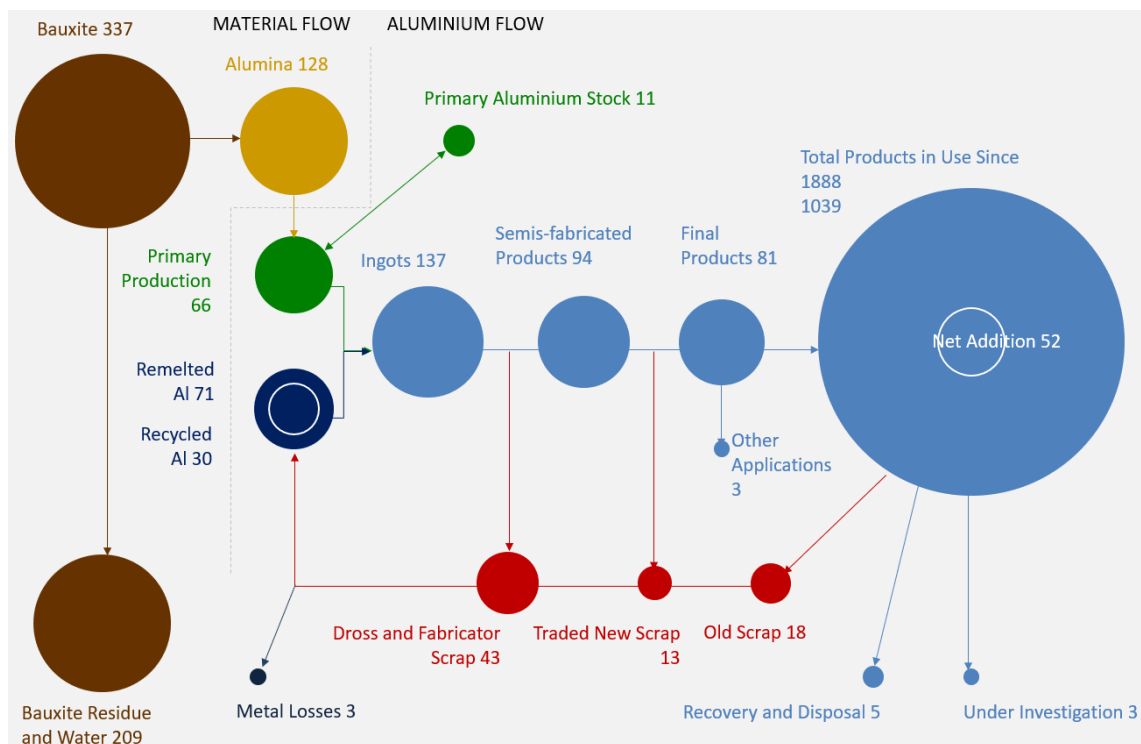 Bauxite 337
MATERIAL FLOW
ALUMINIUM FLOW
Alumina 128
Primary Aluminium Stock 11
Total Products in Use Since
1888
1039
Primary
Production
66
Ingots 137
Semis-fabricated
Products 94
Final
Products 81
Net Addition 52
Remelted
Al 71
Recycled
Al 30
Other
Applications
3
Dross and Fabricator
Scrap 43
Traded New Scrap
13
Old Scrap 18
Bauxite Residue
and Water 209
Metal Losses 3
Recovery and Disposal 5
Under Investigation 3